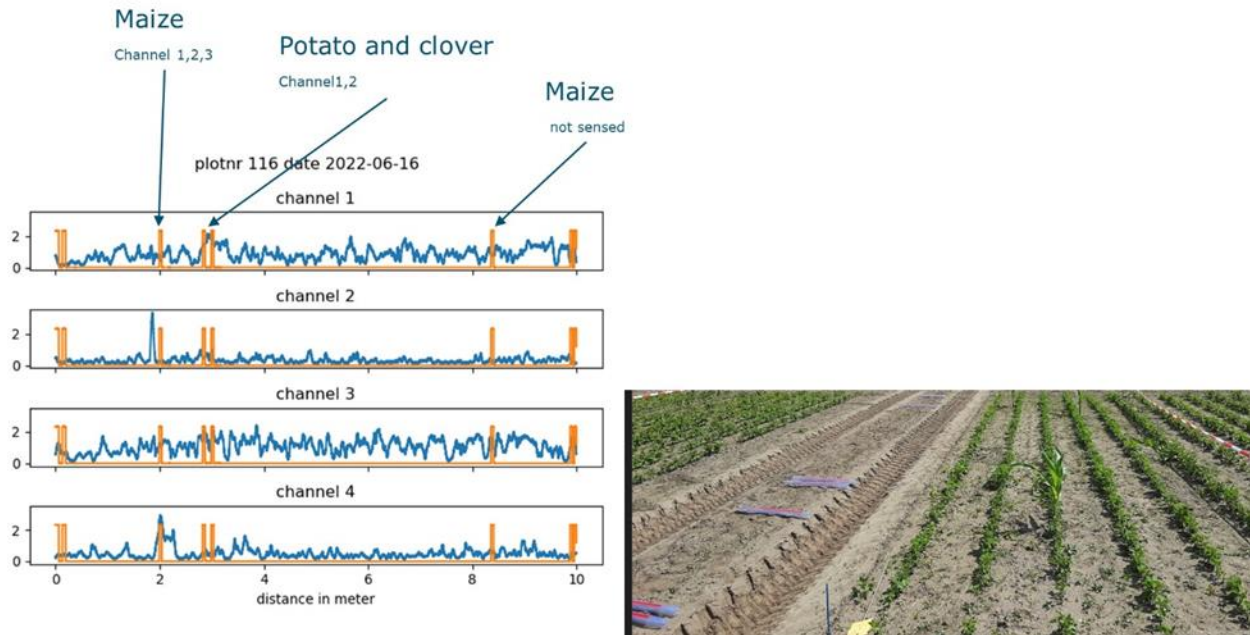 Maize
Channel 1,2,3
Potato and clover
Channel1,2
Maize
not sensed
plotnr 116 date 2022-06-16
channel 1
2
0
channel 2
2
0
channel 3
2
0
channel 4
2
0
0 2 4 6 8 10
distance in meter